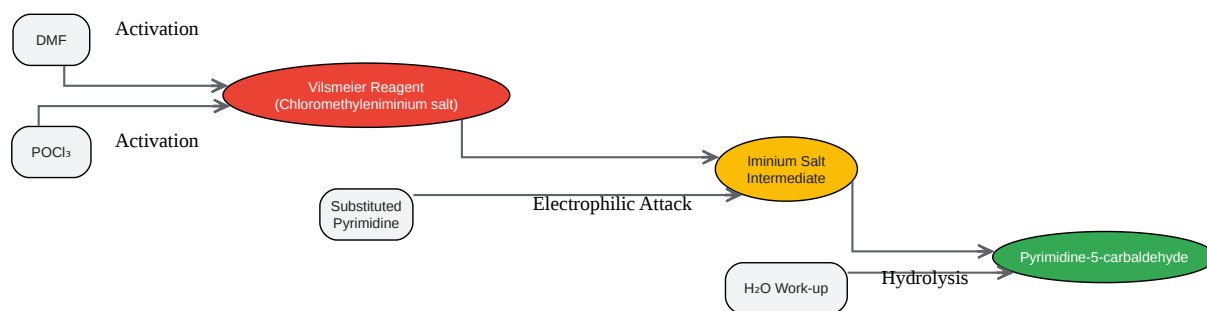 DMF
Activation
Vilsmeier Reagent
(Chloromethyleniminium salt)
Activation
POCl₃
Iminium Salt
Intermediate
Substituted
Pyrimidine
Electrophilic Attack
Pyrimidine-5-carbaldehyde
H₂O Work-up
Hydrolysis